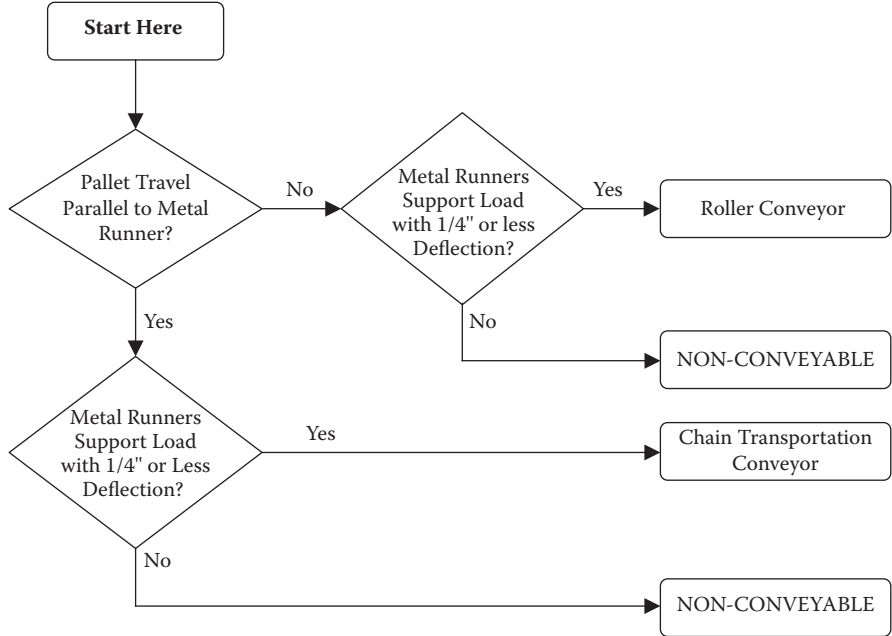 Start Here
Pallet Travel
Parallel to Metal
Runner?
No
Metal Runners
Support Load
with 1/4" or less
Deflection?
Yes
Roller Conveyor
No
NON-CONVEYABLE
Yes
Metal Runners
Support Load
with 1/4" or Less
Deflection?
Yes
Chain Transportation
Conveyor
No
NON-CONVEYABLE